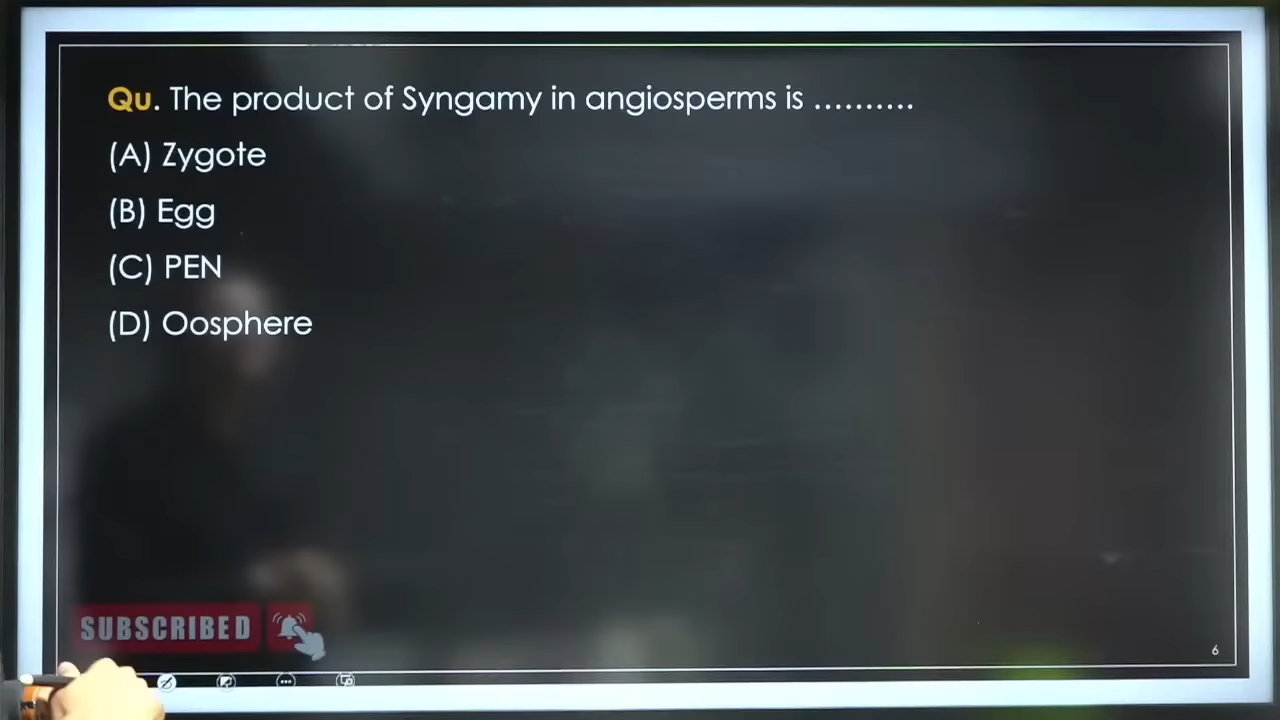 Qu. The product of Syngamy in angiosperms is ..........
(A) Zygote
(B) Egg
(C) PEN
(D) Oosphere
SUBSCRIBED
6